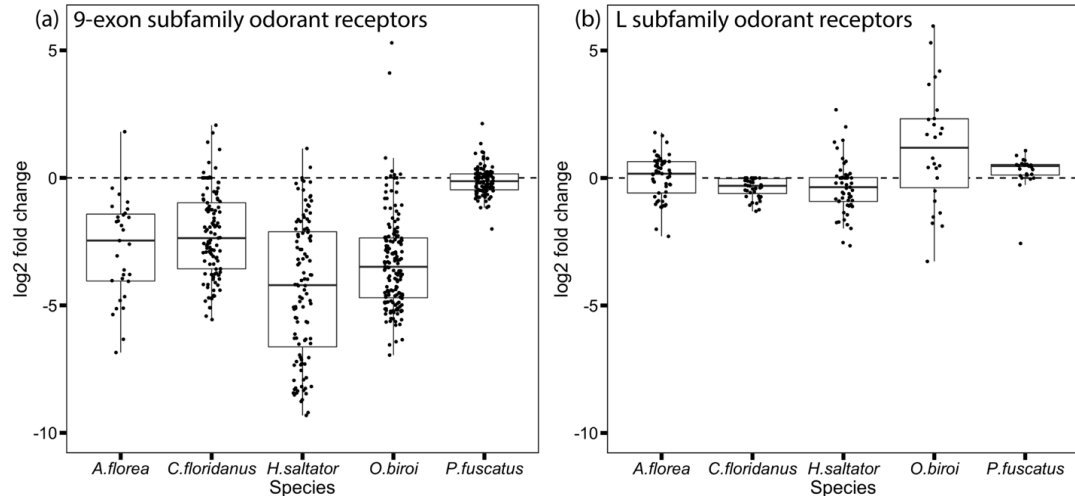 (a) 9-exon subfamily odorant receptors
log2 fold change
5
0
-5
-10
A.florea C.floridanus H.saltator O.biroi P.fuscatus
Species
(b) L subfamily odorant receptors
log2 fold change
5
0
-5
-10
A.florea C.floridanus H.saltator O.biroi P.fuscatus
Species